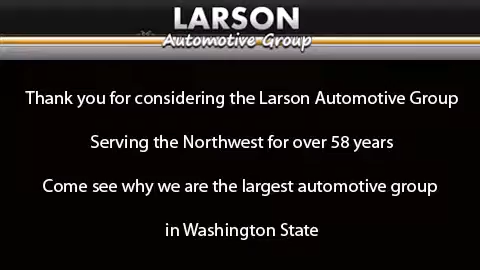 LARSON
Automotive Group
Thank you for considering the Larson Automotive Group
Serving the Northwest for over 58 years
Come see why we are the largest automotive group
in Washington State